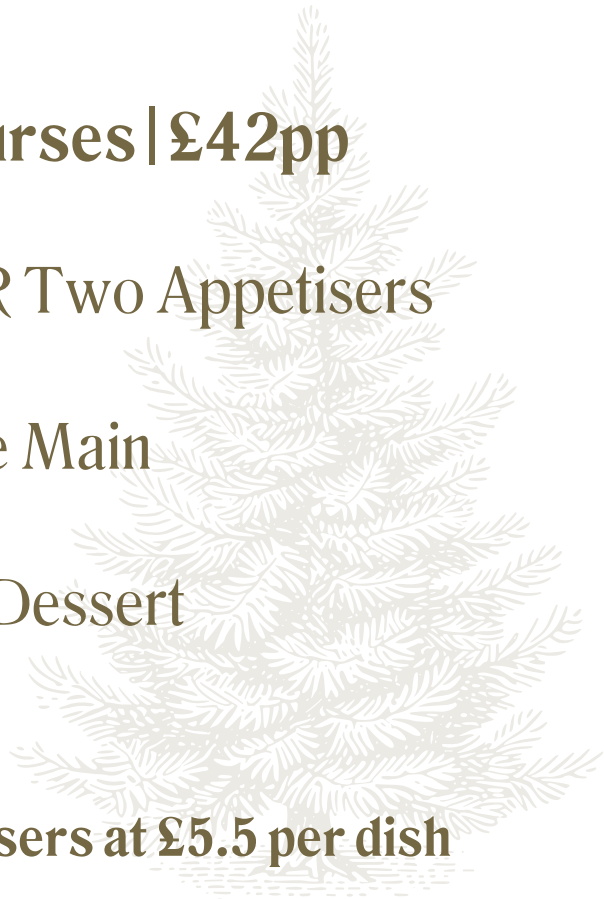 rses | £42pp
Two Appetisers
Main
Dessert
sers at £5.5 per dish